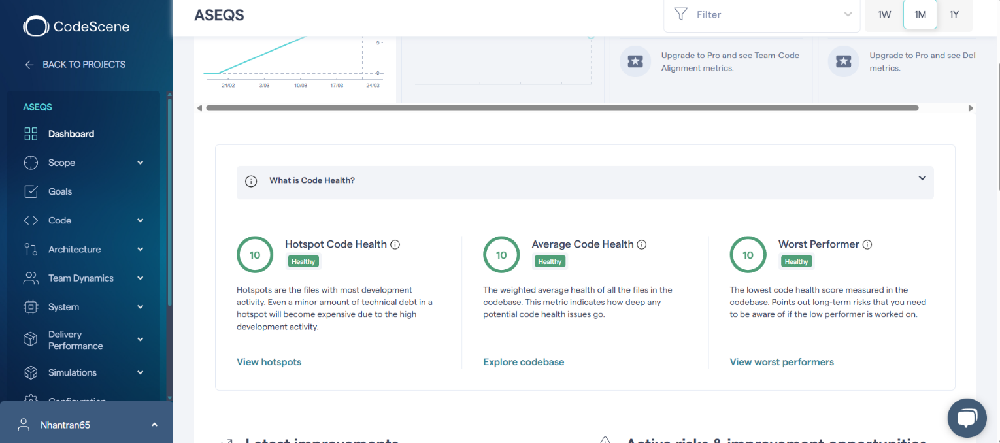 CodeScene
BACK TO PROJECTS
ASEQS
Dashboard
Scope
Goals
Code
Architecture
Team Dynamics
System
Delivery
Performance
Simulations
Configuration
Nhantran65
ASEQS
Filter
1W
1M
1Y
5
0
24/02
3/03
10/03
17/03
24/03
Upgrade to Pro and see Team-Code
Alignment metrics.
Upgrade to Pro and see Deli
metrics.
What is Code Health?
10
Hotspot Code Health
Healthy
Hotspots are the files with most development
activity. Even a minor amount of technical debt in a
hotspot will become expensive due to the high
development activity.
View hotspots
10
Average Code Health
Healthy
The weighted average health of all the files in the
codebase. This metric indicates how deep any
potential code health issues go.
Explore codebase
10
Worst Performer
Healthy
The lowest code health score measured in the
codebase. Points out long-term risks that you need
to be aware of if the low performer is worked on.
View worst performers
Latest improvements
Active risks & improvement opportunities